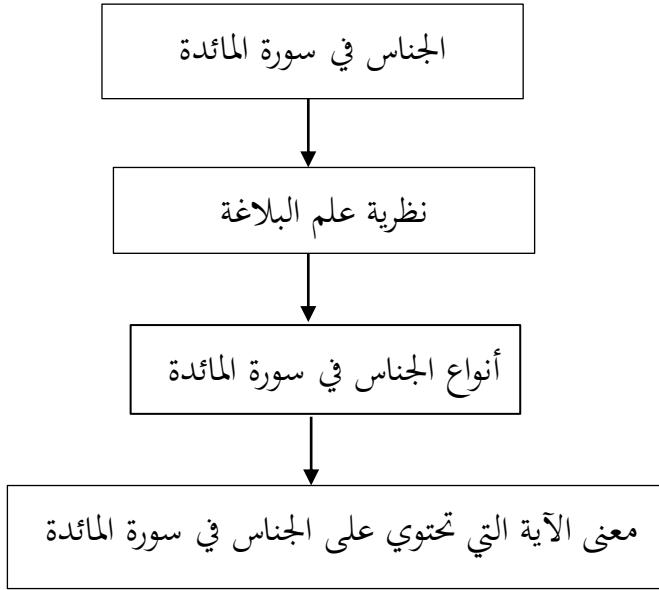 الجناس في سورة المائدة
نظرية علم البلاغة
أنواع الجناس في سورة المائدة
معنى الآية التي تحتوي على الجناس في سورة المائدة